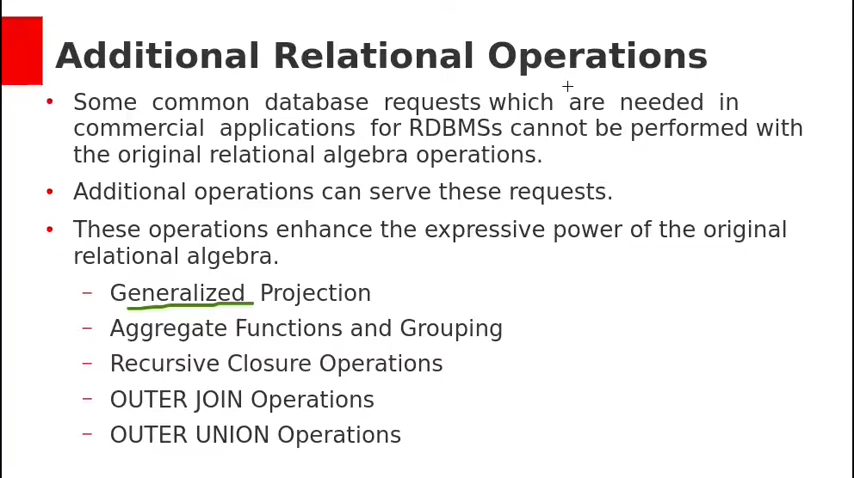 Additional Relational Operations
• Some common database requests which are needed in
commercial applications for RDBMSs cannot be performed with
the original relational algebra operations.
• Additional operations can serve these requests.
• These operations enhance the expressive power of the original
relational algebra.
– Generalized Projection
– Aggregate Functions and Grouping
– Recursive Closure Operations
– OUTER JOIN Operations
– OUTER UNION Operations